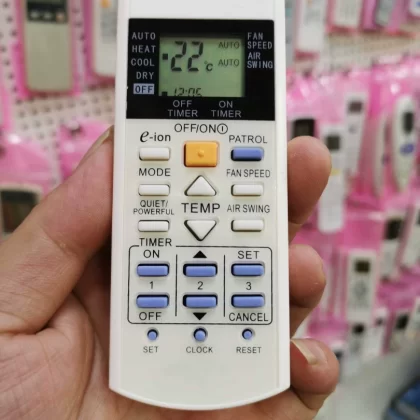 AUTO
HEAT
COOL
DRY
OFF
22 °C
AUTO
AUTO
FAN SPEED
AIR SWING
12:05
OFF TIMER
ON TIMER
OFF/ON
e-ion
PATROL
MODE
FAN SPEED
QUIET/
POWERFUL
TEMP
AIR SWING
TIMER
ON
SET
1
2
3
OFF
CANCEL
SET
CLOCK
RESET